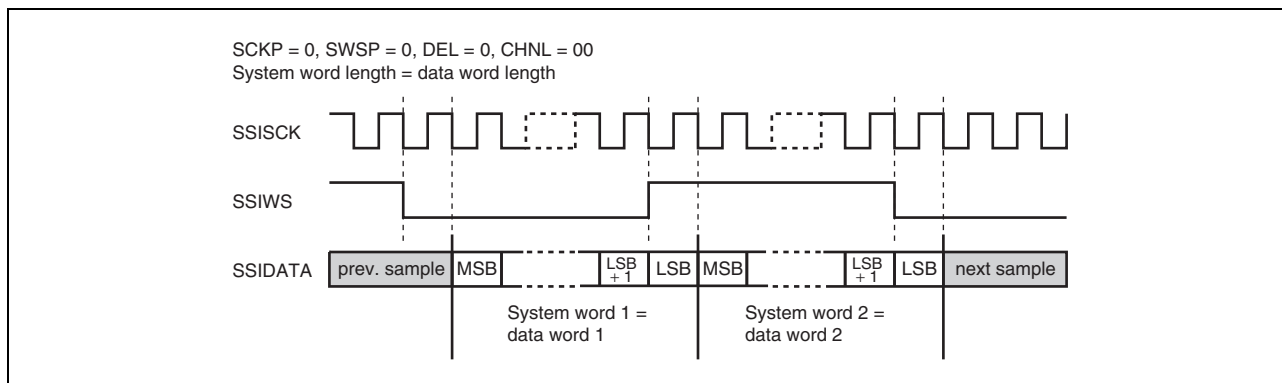 SCKP = 0, SWSP = 0, DEL = 0, CHNL = 00
System word length = data word length
SSISCK
SSIWS
SSIDATA
prev. sample
MSB
LSB
+ 1
LSB
MSB
LSB
+ 1
LSB
next sample
System word 1 =
data word 1
System word 2 =
data word 2